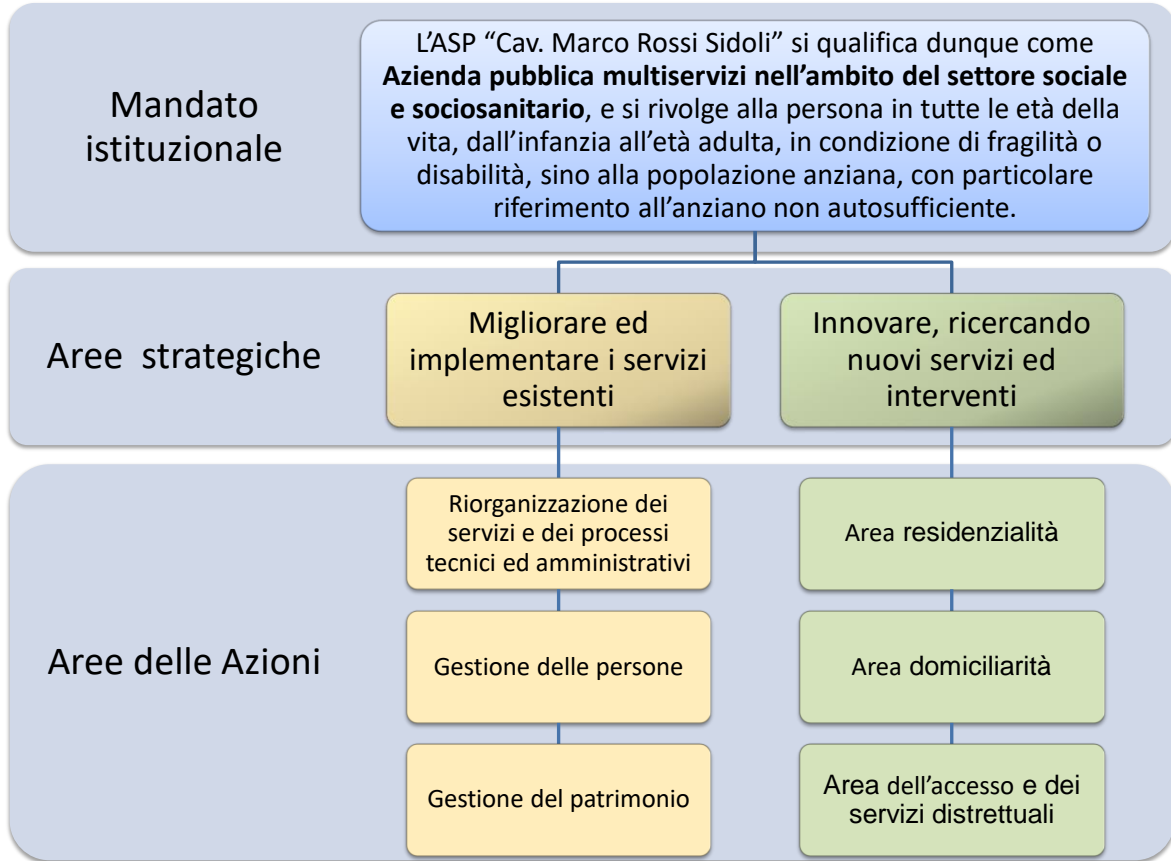 Mandato
istituzionale
L'ASP “Cav. Marco Rossi Sidoli” si qualifica dunque come
Azienda pubblica multiservizi nell'ambito del settore sociale
e sociosanitario, e si rivolge alla persona in tutte le età della
vita, dall'infanzia all'età adulta, in condizione di fragilità o
disabilità, sino alla popolazione anziana, con particolare
riferimento all'anziano non autosufficiente.
Aree strategiche
Migliorare ed
implementare i servizi
esistenti
Innovare, ricercando
nuovi servizi ed
interventi
Aree delle Azioni
Riorganizzazione dei
servizi e dei processi
tecnici ed amministrativi
Gestione delle persone
Gestione del patrimonio
Area residenzialità
Area domiciliarità
Area dell'accesso e dei
servizi distrettuali